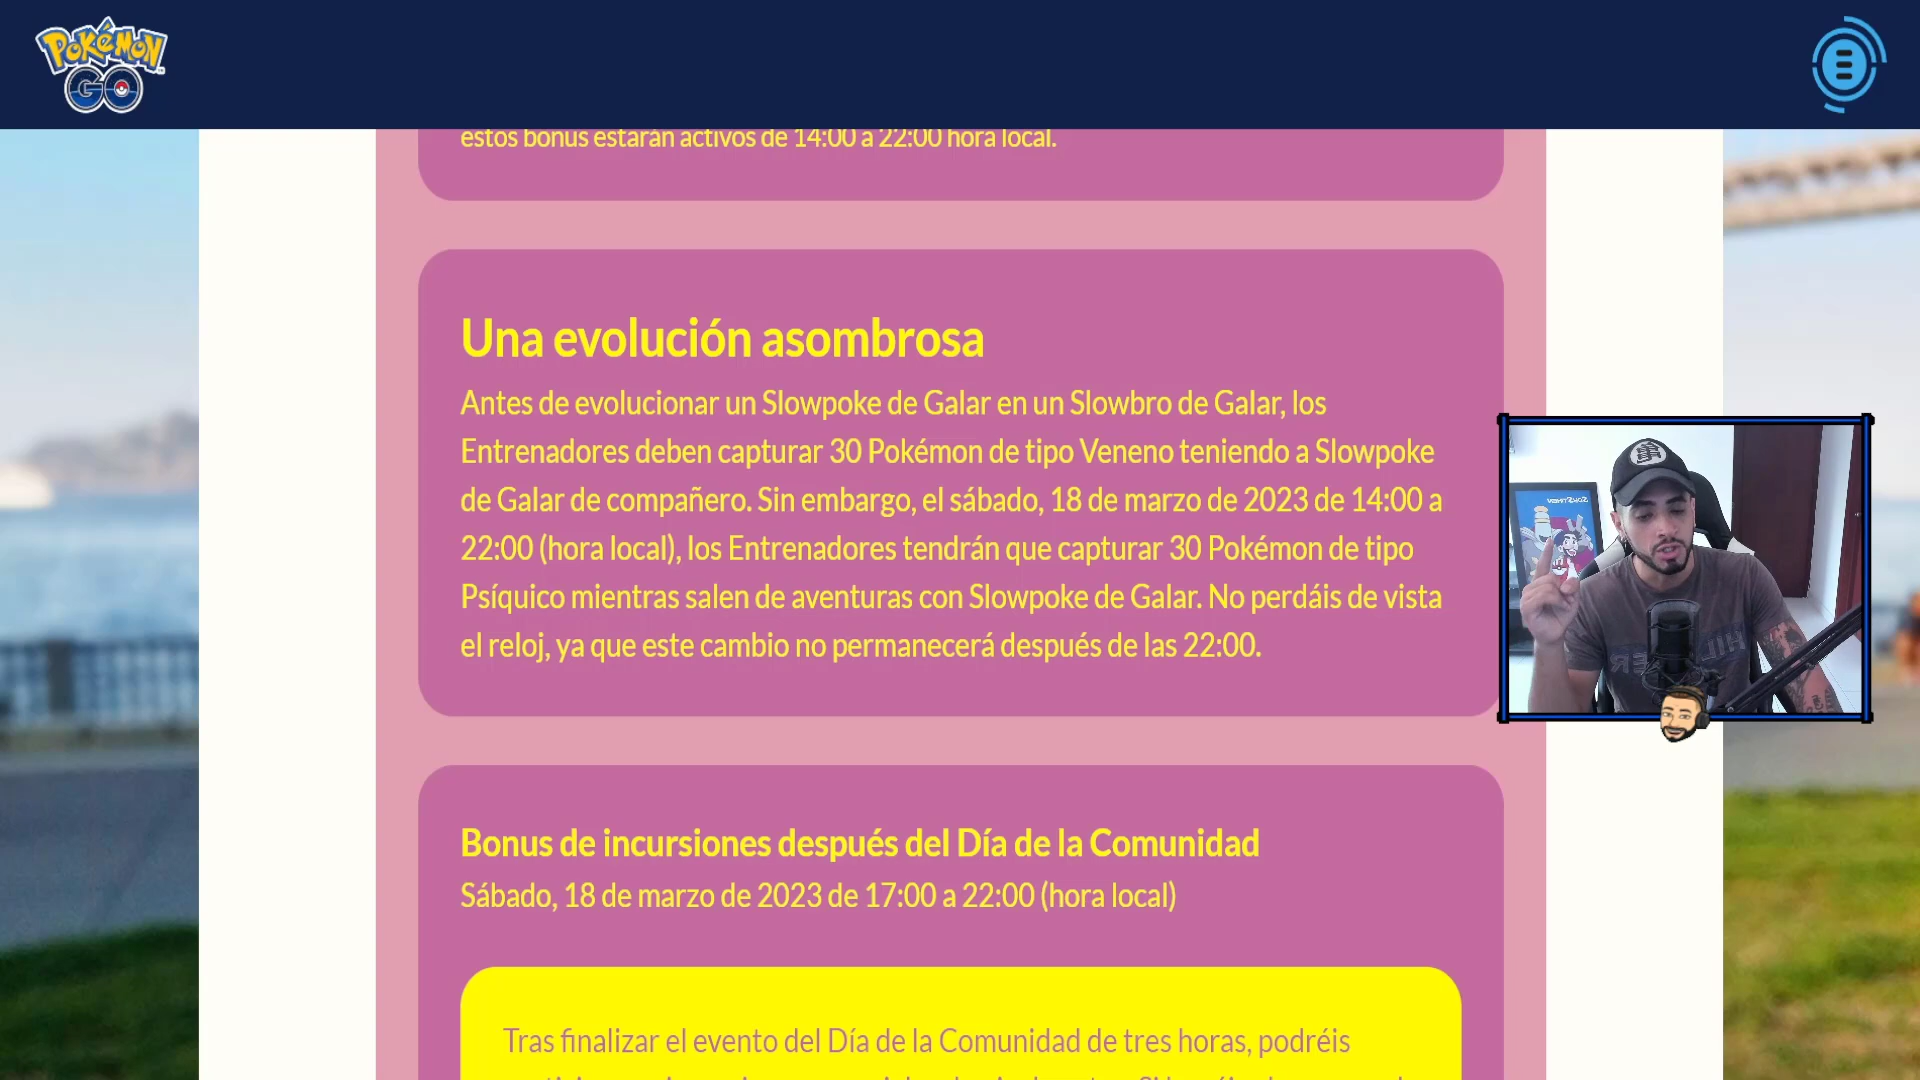 Pokémon
GO
estos bonus estarán activos de 14:00 a 22:00 hora local.
Una evolución asombrosa
Antes de evolucionar un Slowpoke de Galar en un Slowbro de Galar, los
Entrenadores deben capturar 30 Pokémon de tipo Veneno teniendo a Slowpoke
de Galar de compañero. Sin embargo, el sábado, 18 de marzo de 2023 de 14:00 a
22:00 (hora local), los Entrenadores tendrán que capturar 30 Pokémon de tipo
Psíquico mientras salen de aventuras con Slowpoke de Galar. No perdáis de vista
el reloj, ya que este cambio no permanecerá después de las 22:00.
Bonus de incursiones después del Día de la Comunidad
Sábado, 18 de marzo de 2023 de 17:00 a 22:00 (hora local)
Tras finalizar el evento del Día de la Comunidad de tres horas, podréis